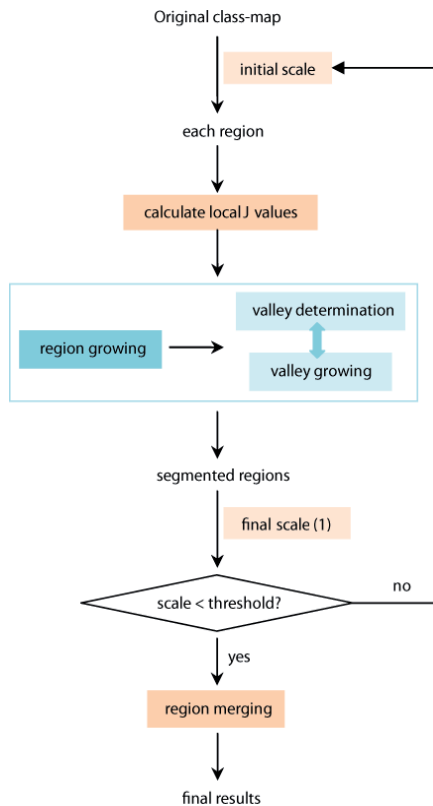 Original class-map
initial scale
each region
calculate local J values
valley determination
region growing
valley growing
segmented regions
final scale (1)
scale < threshold?
no
yes
region merging
final results